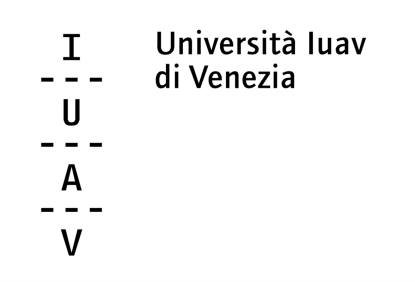 I
---
U
---
A
---
V
Università Iuav
di Venezia